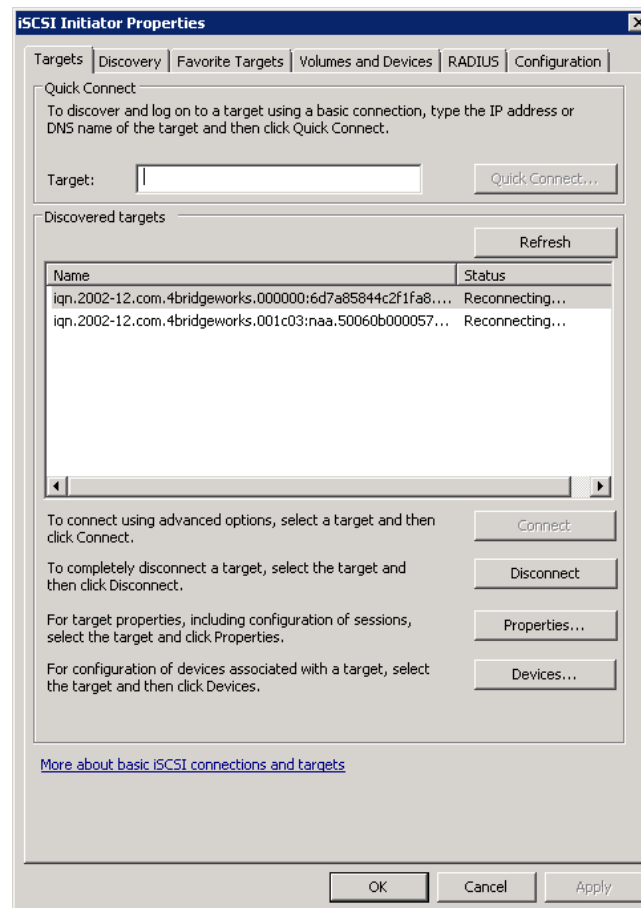 iSCSI Initiator Properties
Targets Discovery Favorite Targets Volumes and Devices RADIUS Configuration
Quick Connect
To discover and log on to a target using a basic connection, type the IP address or
DNS name of the target and then click Quick Connect.
Target: Quick Connect...
Discovered targets
Refresh
Name Status
iqn.2002-12.com.4bridgeworks.000000:6d7a85844c2f1fa8.... Reconnecting...
iqn.2002-12.com.4bridgeworks.001c03:naa.50060b000057... Reconnecting...
To connect using advanced options, select a target and then
click Connect.
Connect
To completely disconnect a target, select the target and
then click Disconnect.
Disconnect
For target properties, including configuration of sessions,
select the target and click Properties.
Properties...
For configuration of devices associated with a target, select
the target and then click Devices.
Devices...
More about basic iSCSI connections and targets
OK Cancel Apply